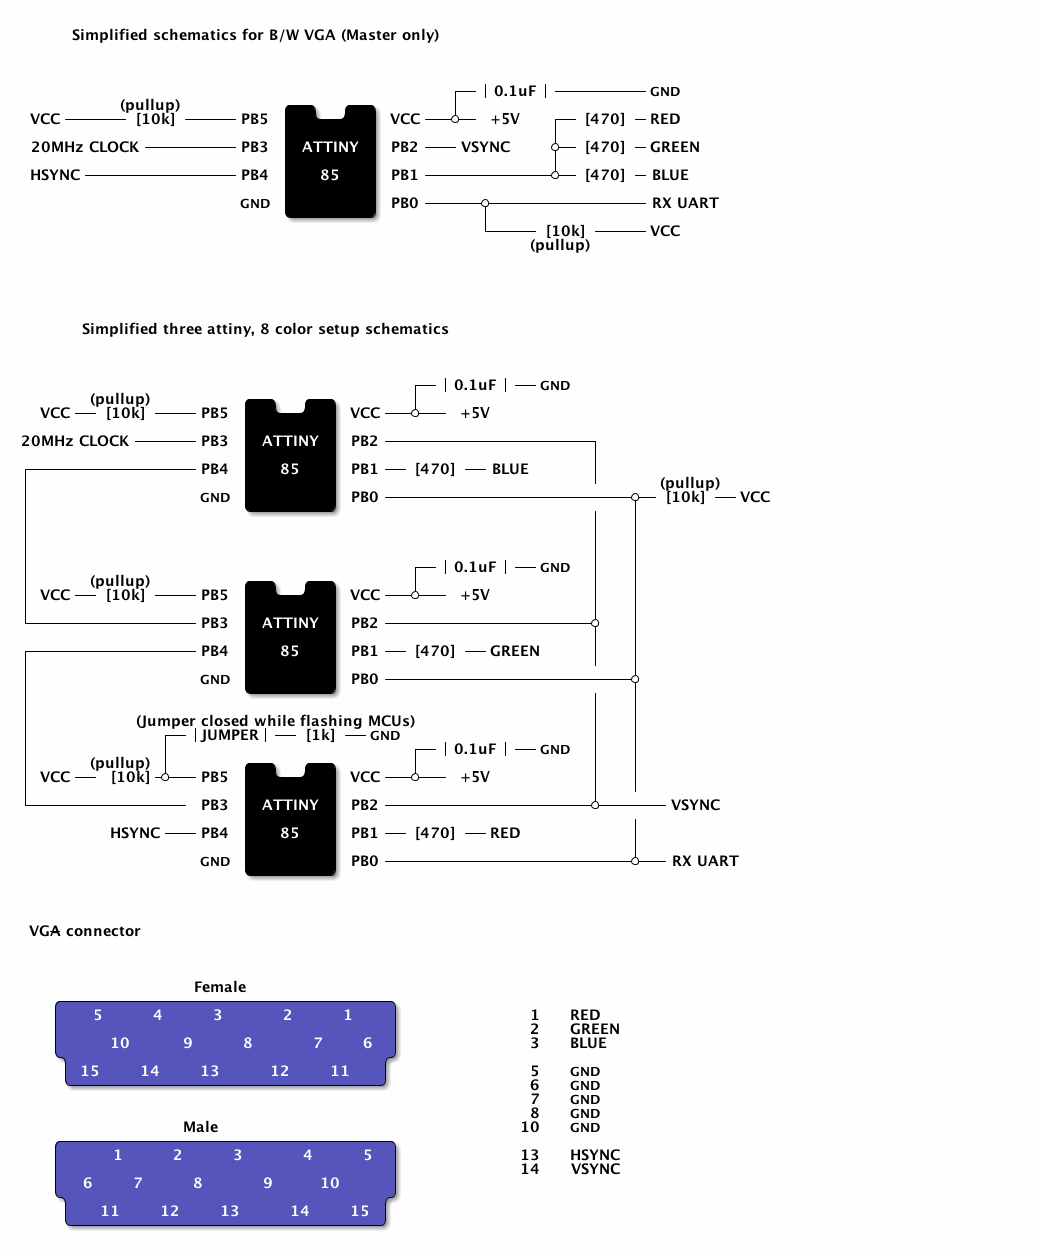 Simplified schematics for B/W VGA (Master only)
| 0.1uF | GND
(pullup)
VCC [10k] PB5 VCC +5V [470] RED
20MHz CLOCK PB3 ATTINY PB2 VSYNC [470] GREEN
HSYNC PB4 85 PB1 [470] BLUE
GND PB0 RX UART
[10k] VCC
(pullup)
Simplified three attiny, 8 color setup schematics
| 0.1uF | GND
(pullup)
VCC [10k] PB5 VCC +5V
20MHz CLOCK PB3 ATTINY PB2
PB4 85 PB1 [470] BLUE
(pullup)
GND PB0 [10k] VCC
| 0.1uF | GND
(pullup)
VCC [10k] PB5 VCC +5V
PB3 ATTINY PB2
PB4 85 PB1 [470] GREEN
GND PB0
(Jumper closed while flashing MCUs)
| JUMPER | [1k] GND
| 0.1uF | GND
(pullup)
VCC [10k] PB5 VCC +5V
PB3 ATTINY PB2 VSYNC
HSYNC PB4 85 PB1 [470] RED
GND PB0 RX UART
VGA connector
Female
5 4 3 2 1
10 9 8 7 6
15 14 13 12 11
Male
1 2 3 4 5
6 7 8 9 10
11 12 13 14 15
1 RED
2 GREEN
3 BLUE
5 GND
6 GND
7 GND
8 GND
10 GND
13 HSYNC
14 VSYNC